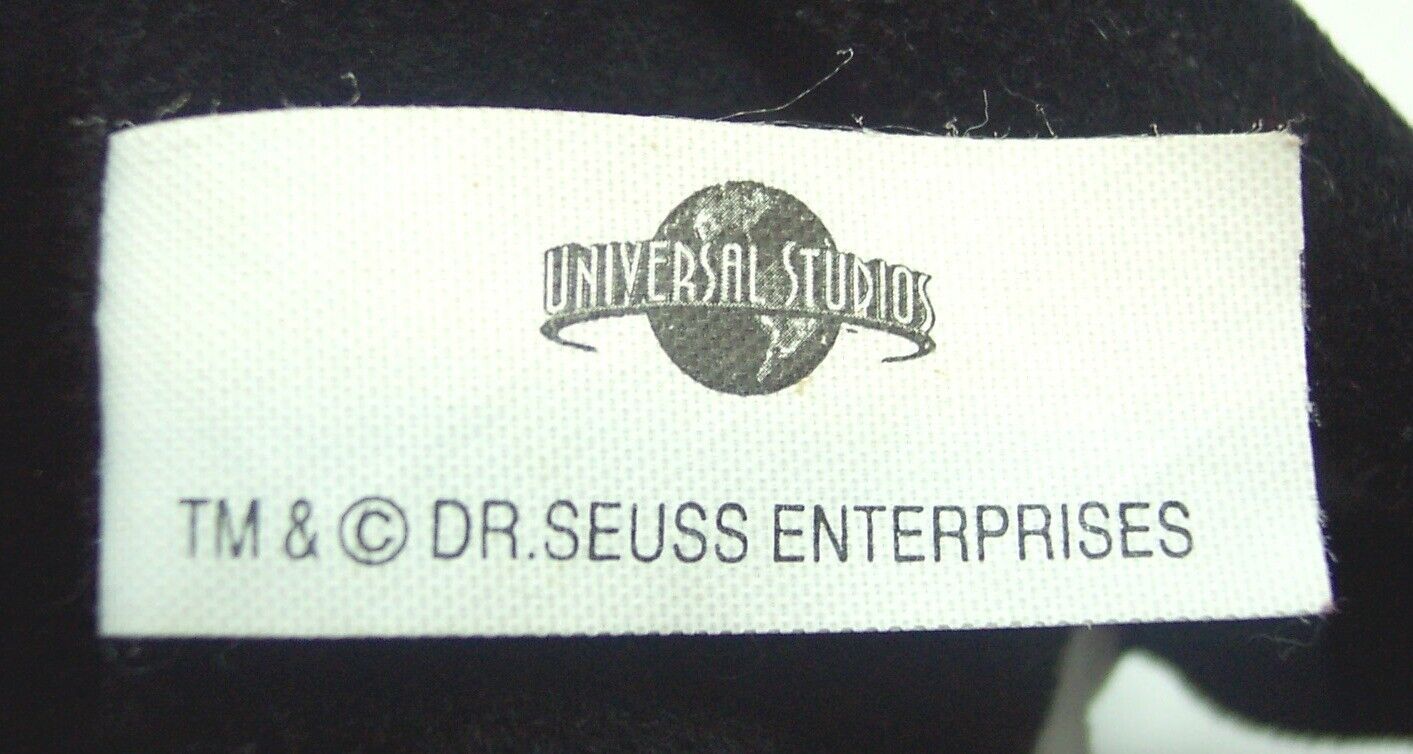 UNIVERSAL STUDIOS
TM & © DR.SEUSS ENTERPRISES